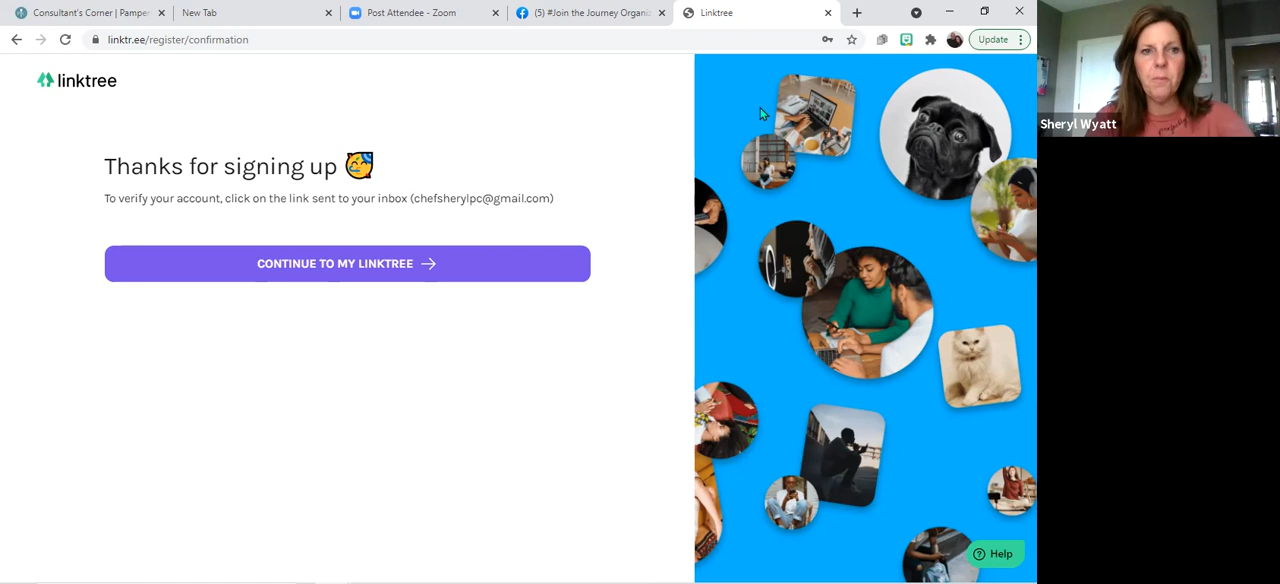 Consultant's Corner | Pamper
New Tab
Post Attendee - Zoom
(5) #Join the Journey Organiz
Linktree
linktr.ee/register/confirmation
Update
linktree
Sheryl Wyatt
Thanks for signing up
To verify your account, click on the link sent to your inbox (chefsherylpc@gmail.com)
CONTINUE TO MY LINKTREE
Help